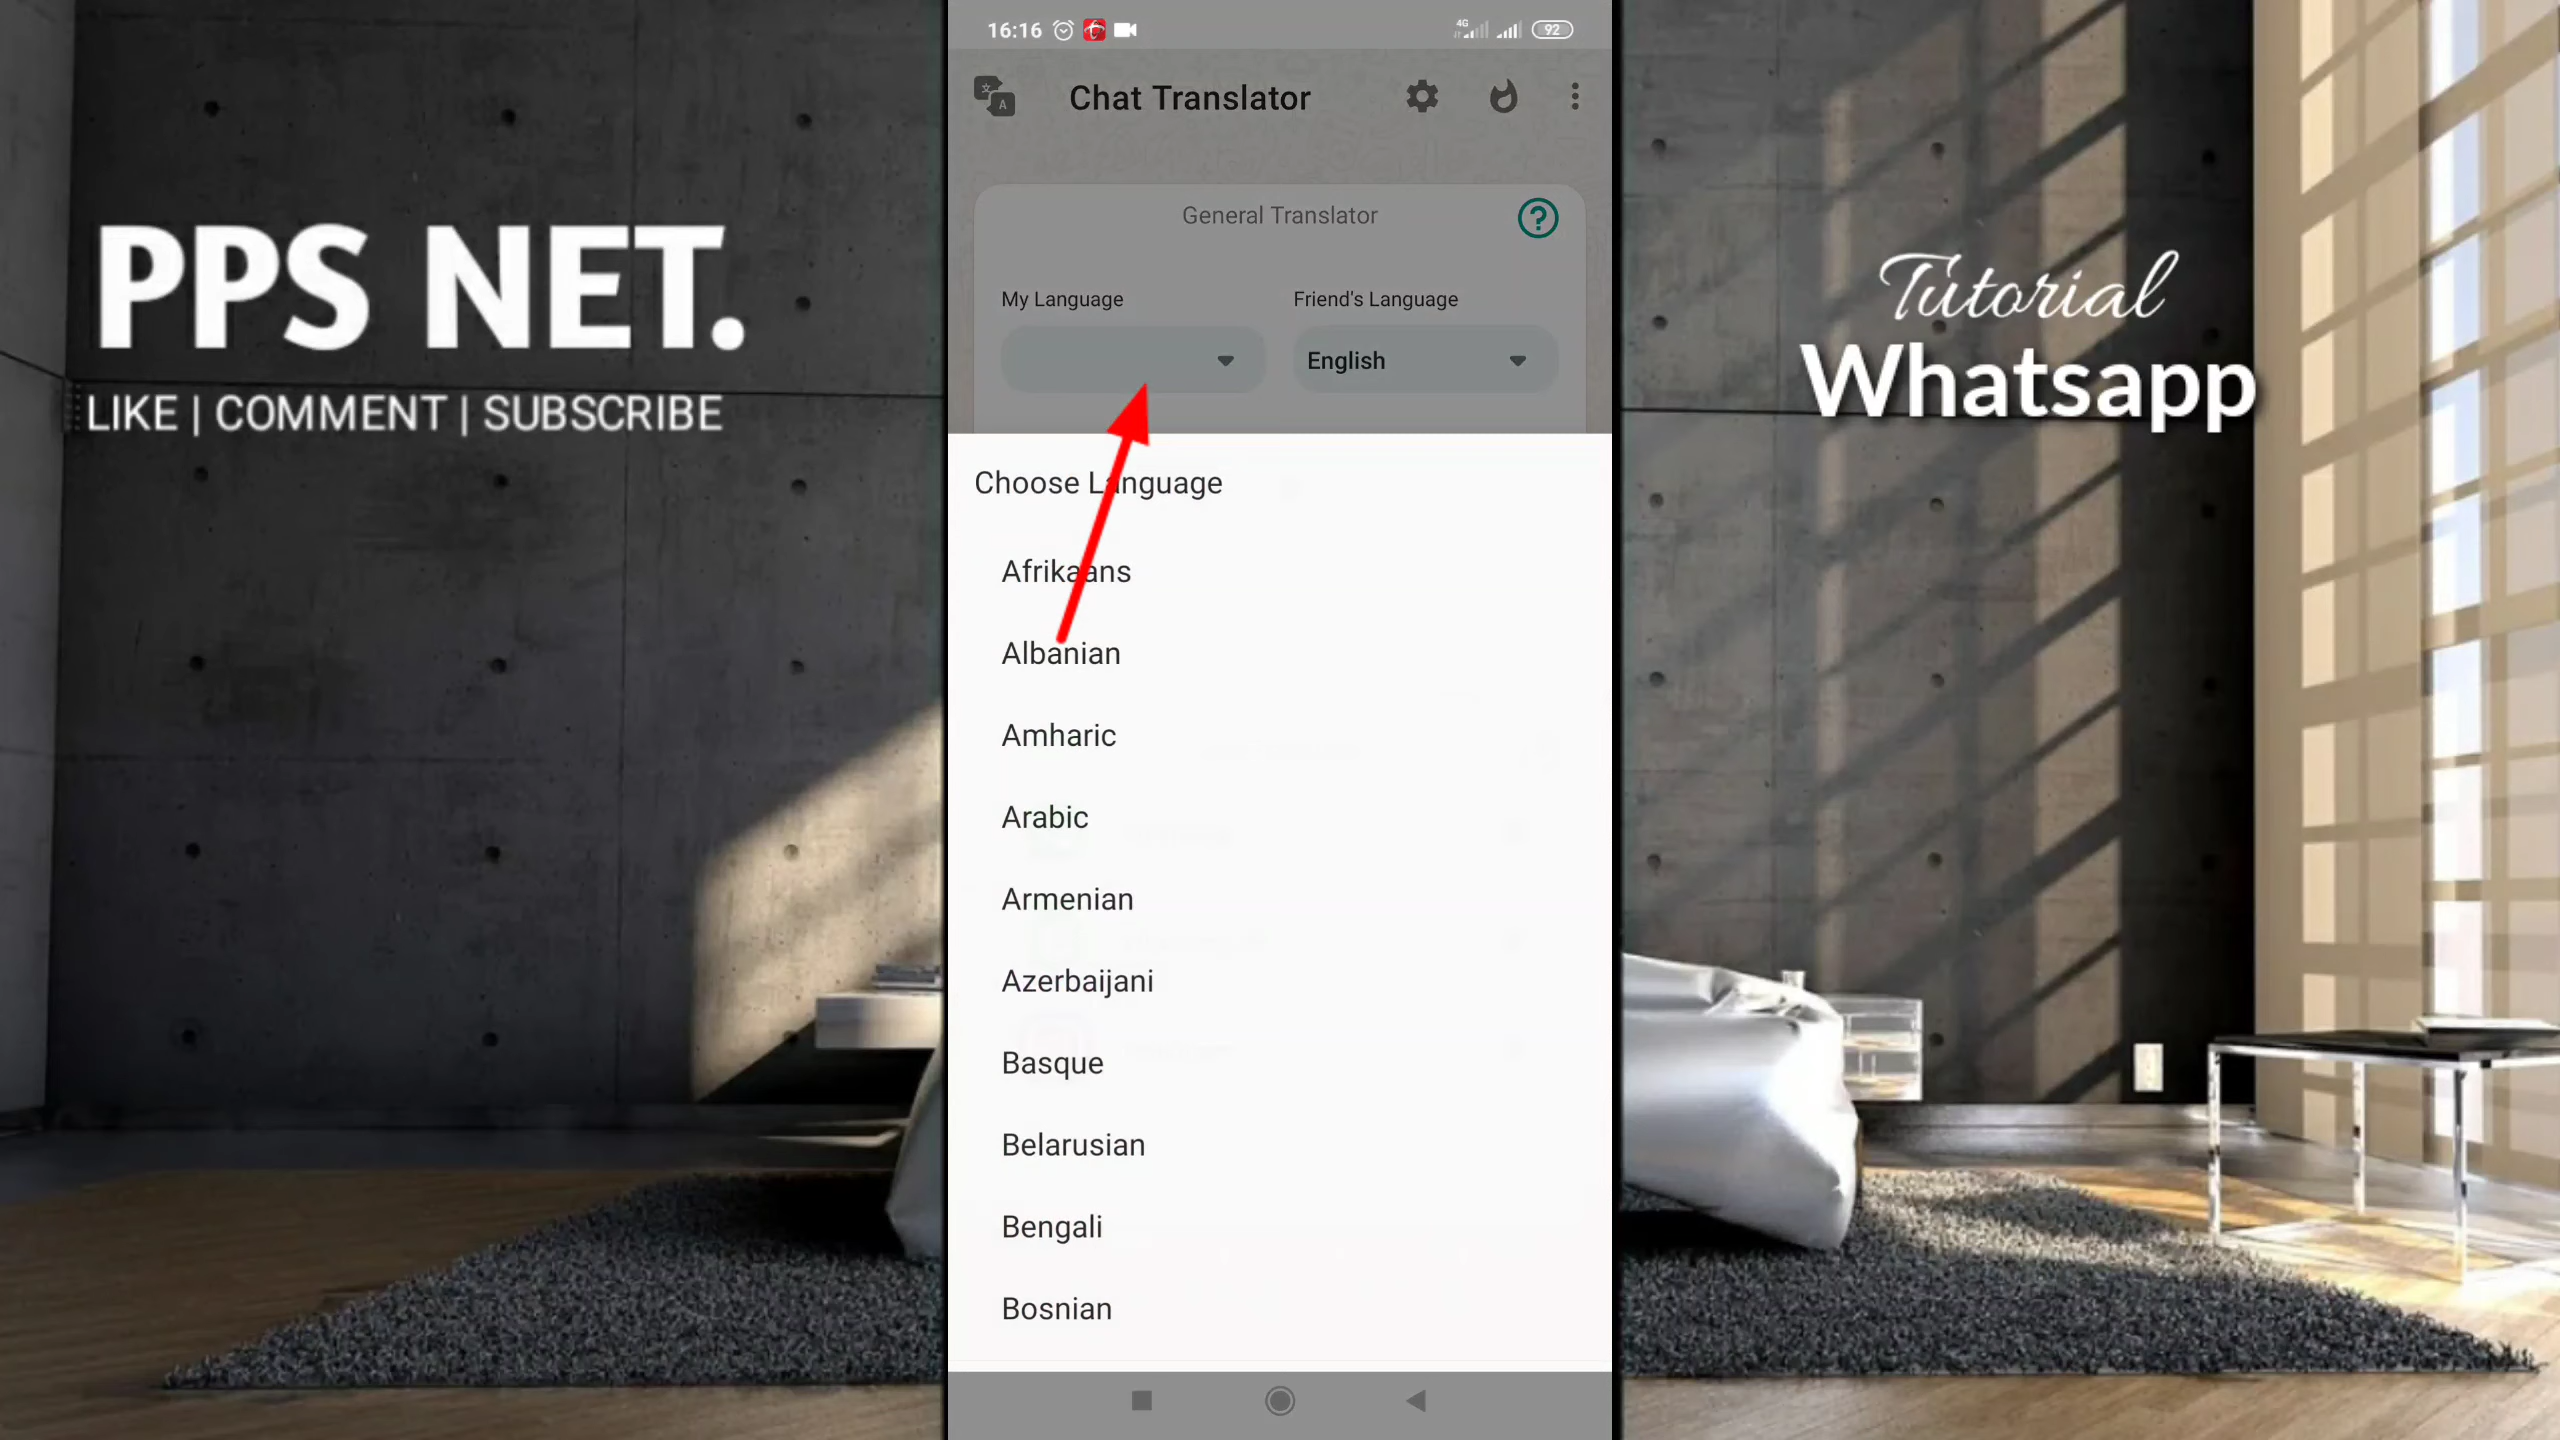 PPS NET.
LIKE | COMMENT | SUBSCRIBE
16:16
4G
92
Chat Translator
General Translator
My Language
Friend's Language
English
Choose Language
Afrikaans
Albanian
Amharic
Arabic
Armenian
Azerbaijani
Basque
Belarusian
Bengali
Bosnian
Tutorial
Whatsapp